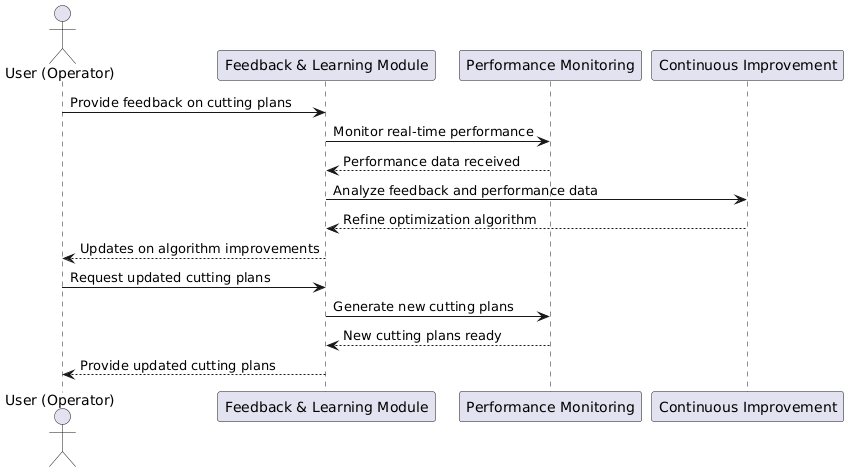 User (Operator)
Feedback & Learning Module
Performance Monitoring
Continuous Improvement
Provide feedback on cutting plans
Monitor real-time performance
Performance data received
Analyze feedback and performance data
Refine optimization algorithm
Updates on algorithm improvements
Request updated cutting plans
Generate new cutting plans
New cutting plans ready
Provide updated cutting plans
User (Operator)
Feedback & Learning Module
Performance Monitoring
Continuous Improvement